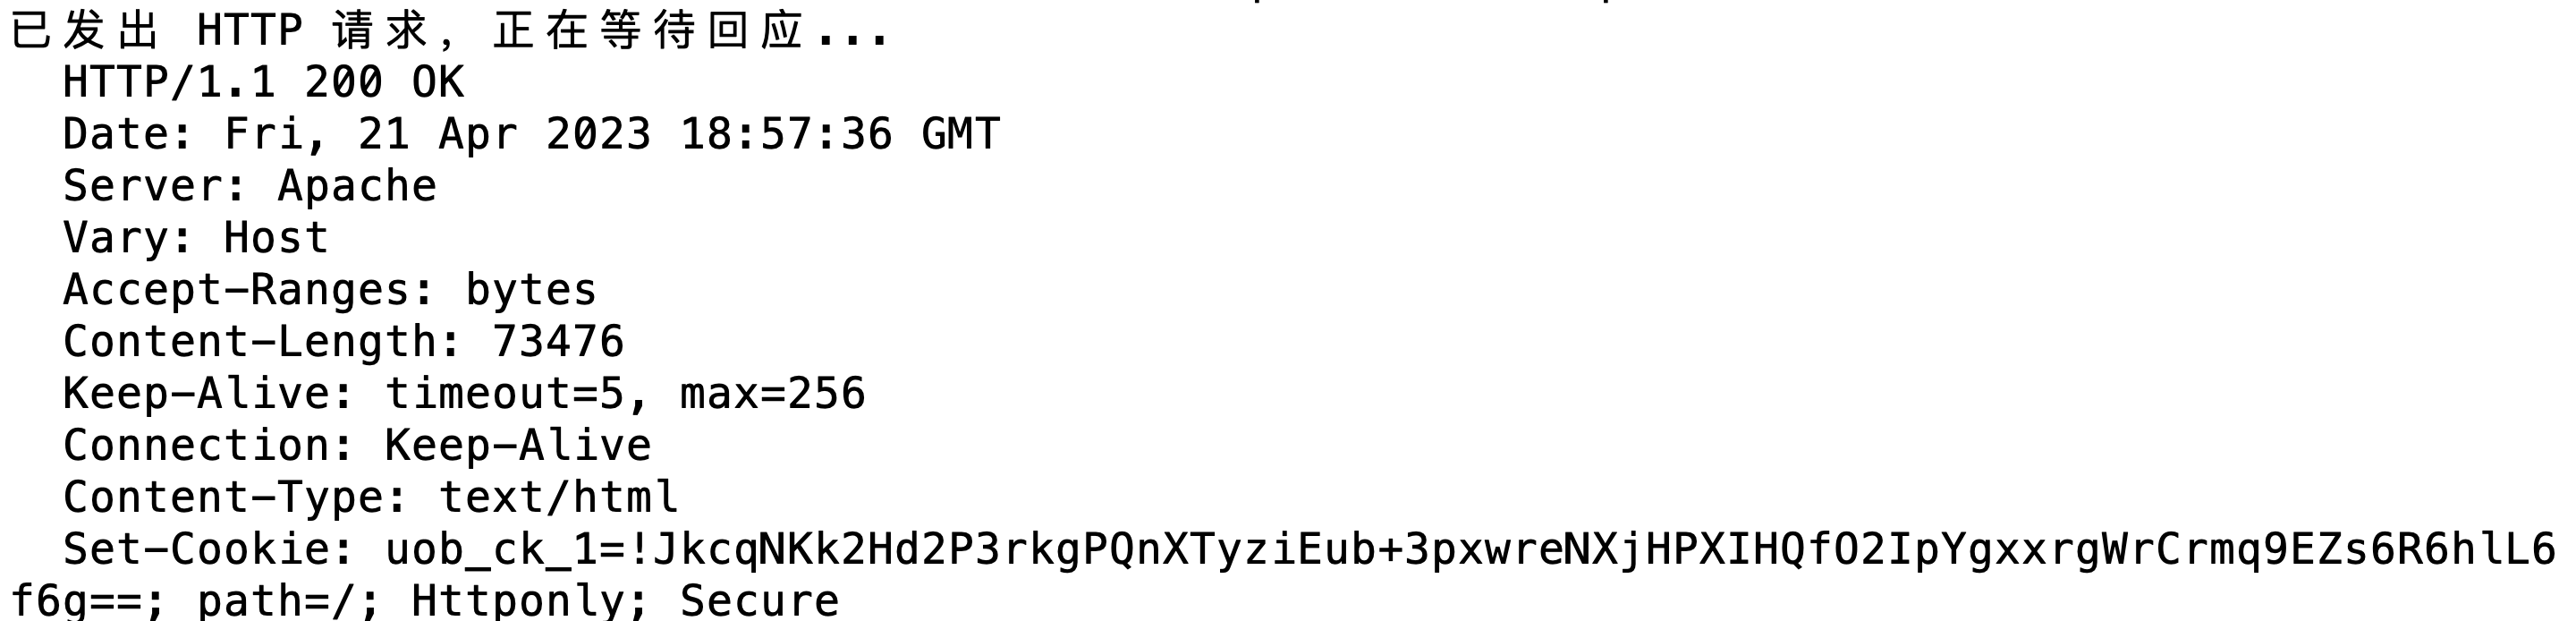 已发出 HTTP 请求，正在等待回应...
HTTP/1.1 200 OK
Date: Fri, 21 Apr 2023 18:57:36 GMT
Server: Apache
Vary: Host
Accept-Ranges: bytes
Content-Length: 73476
Keep-Alive: timeout=5, max=256
Connection: Keep-Alive
Content-Type: text/html
Set-Cookie: uob_ck_1=!JkcqNKk2Hd2P3rkgPQnXTyziEub+3pxwreNXjHPXIHQfO2IpYgxxrgWrCrmq9EZs6R6hlL6
f6g==; path=/; Httponly; Secure